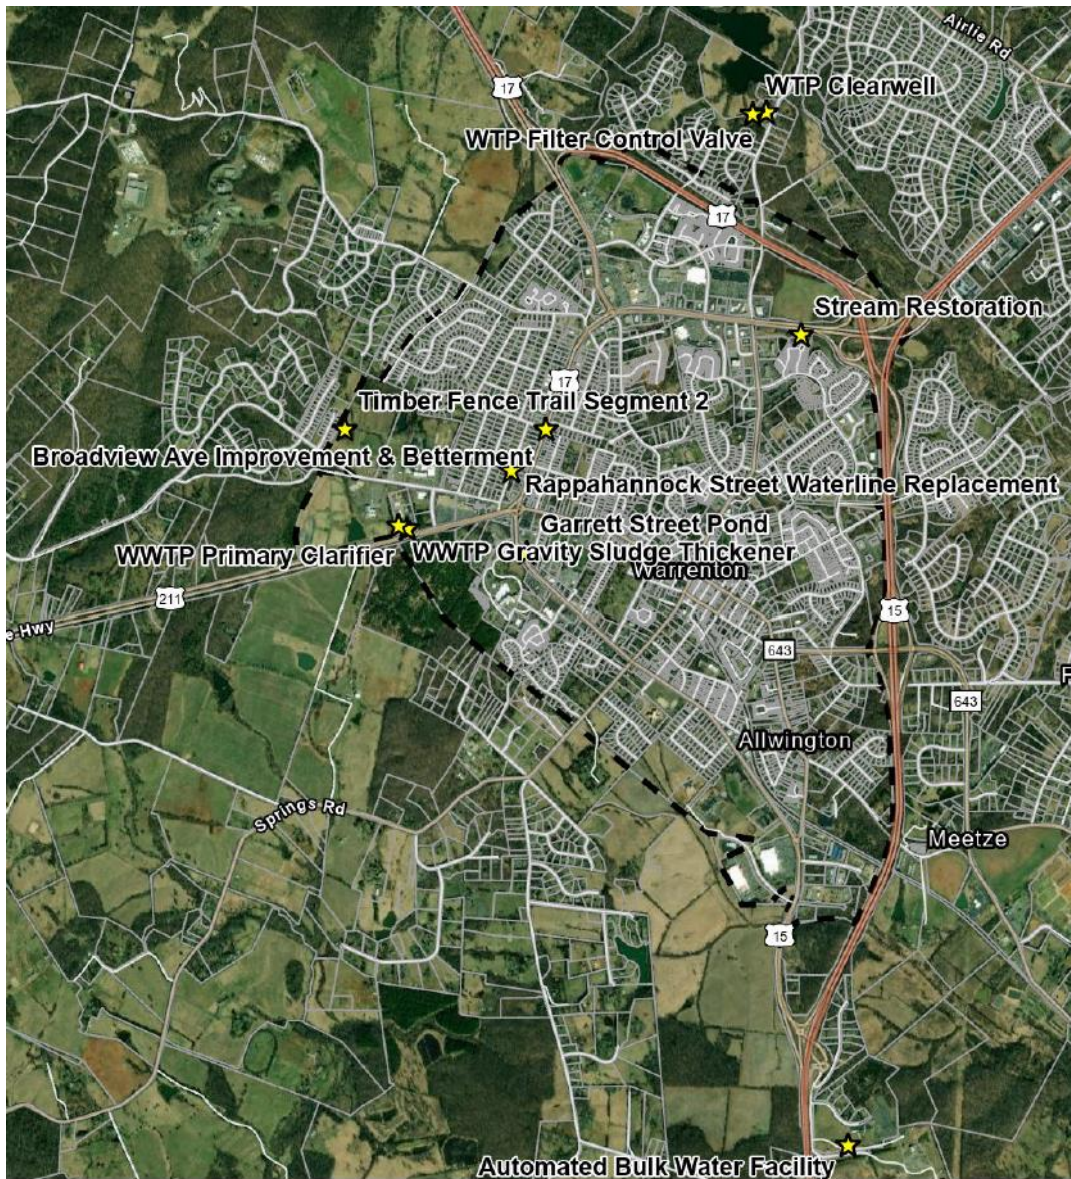 Airlie Rd
17
WTP Clearwell
WTP Filter Control Valve
17
Stream Restoration
17
Timber Fence Trail Segment 2
Broadview Ave Improvement & Betterment
Rappahannock Street Waterline Replacement
Garrett Street Pond
WWTP Primary Clarifier
WWTP Gravity Sludge Thickener
Warrenton
211
15
e-Hwy
643
F
643
Allwington
Springs Rd
Meetze
15
Automated Bulk Water Facility